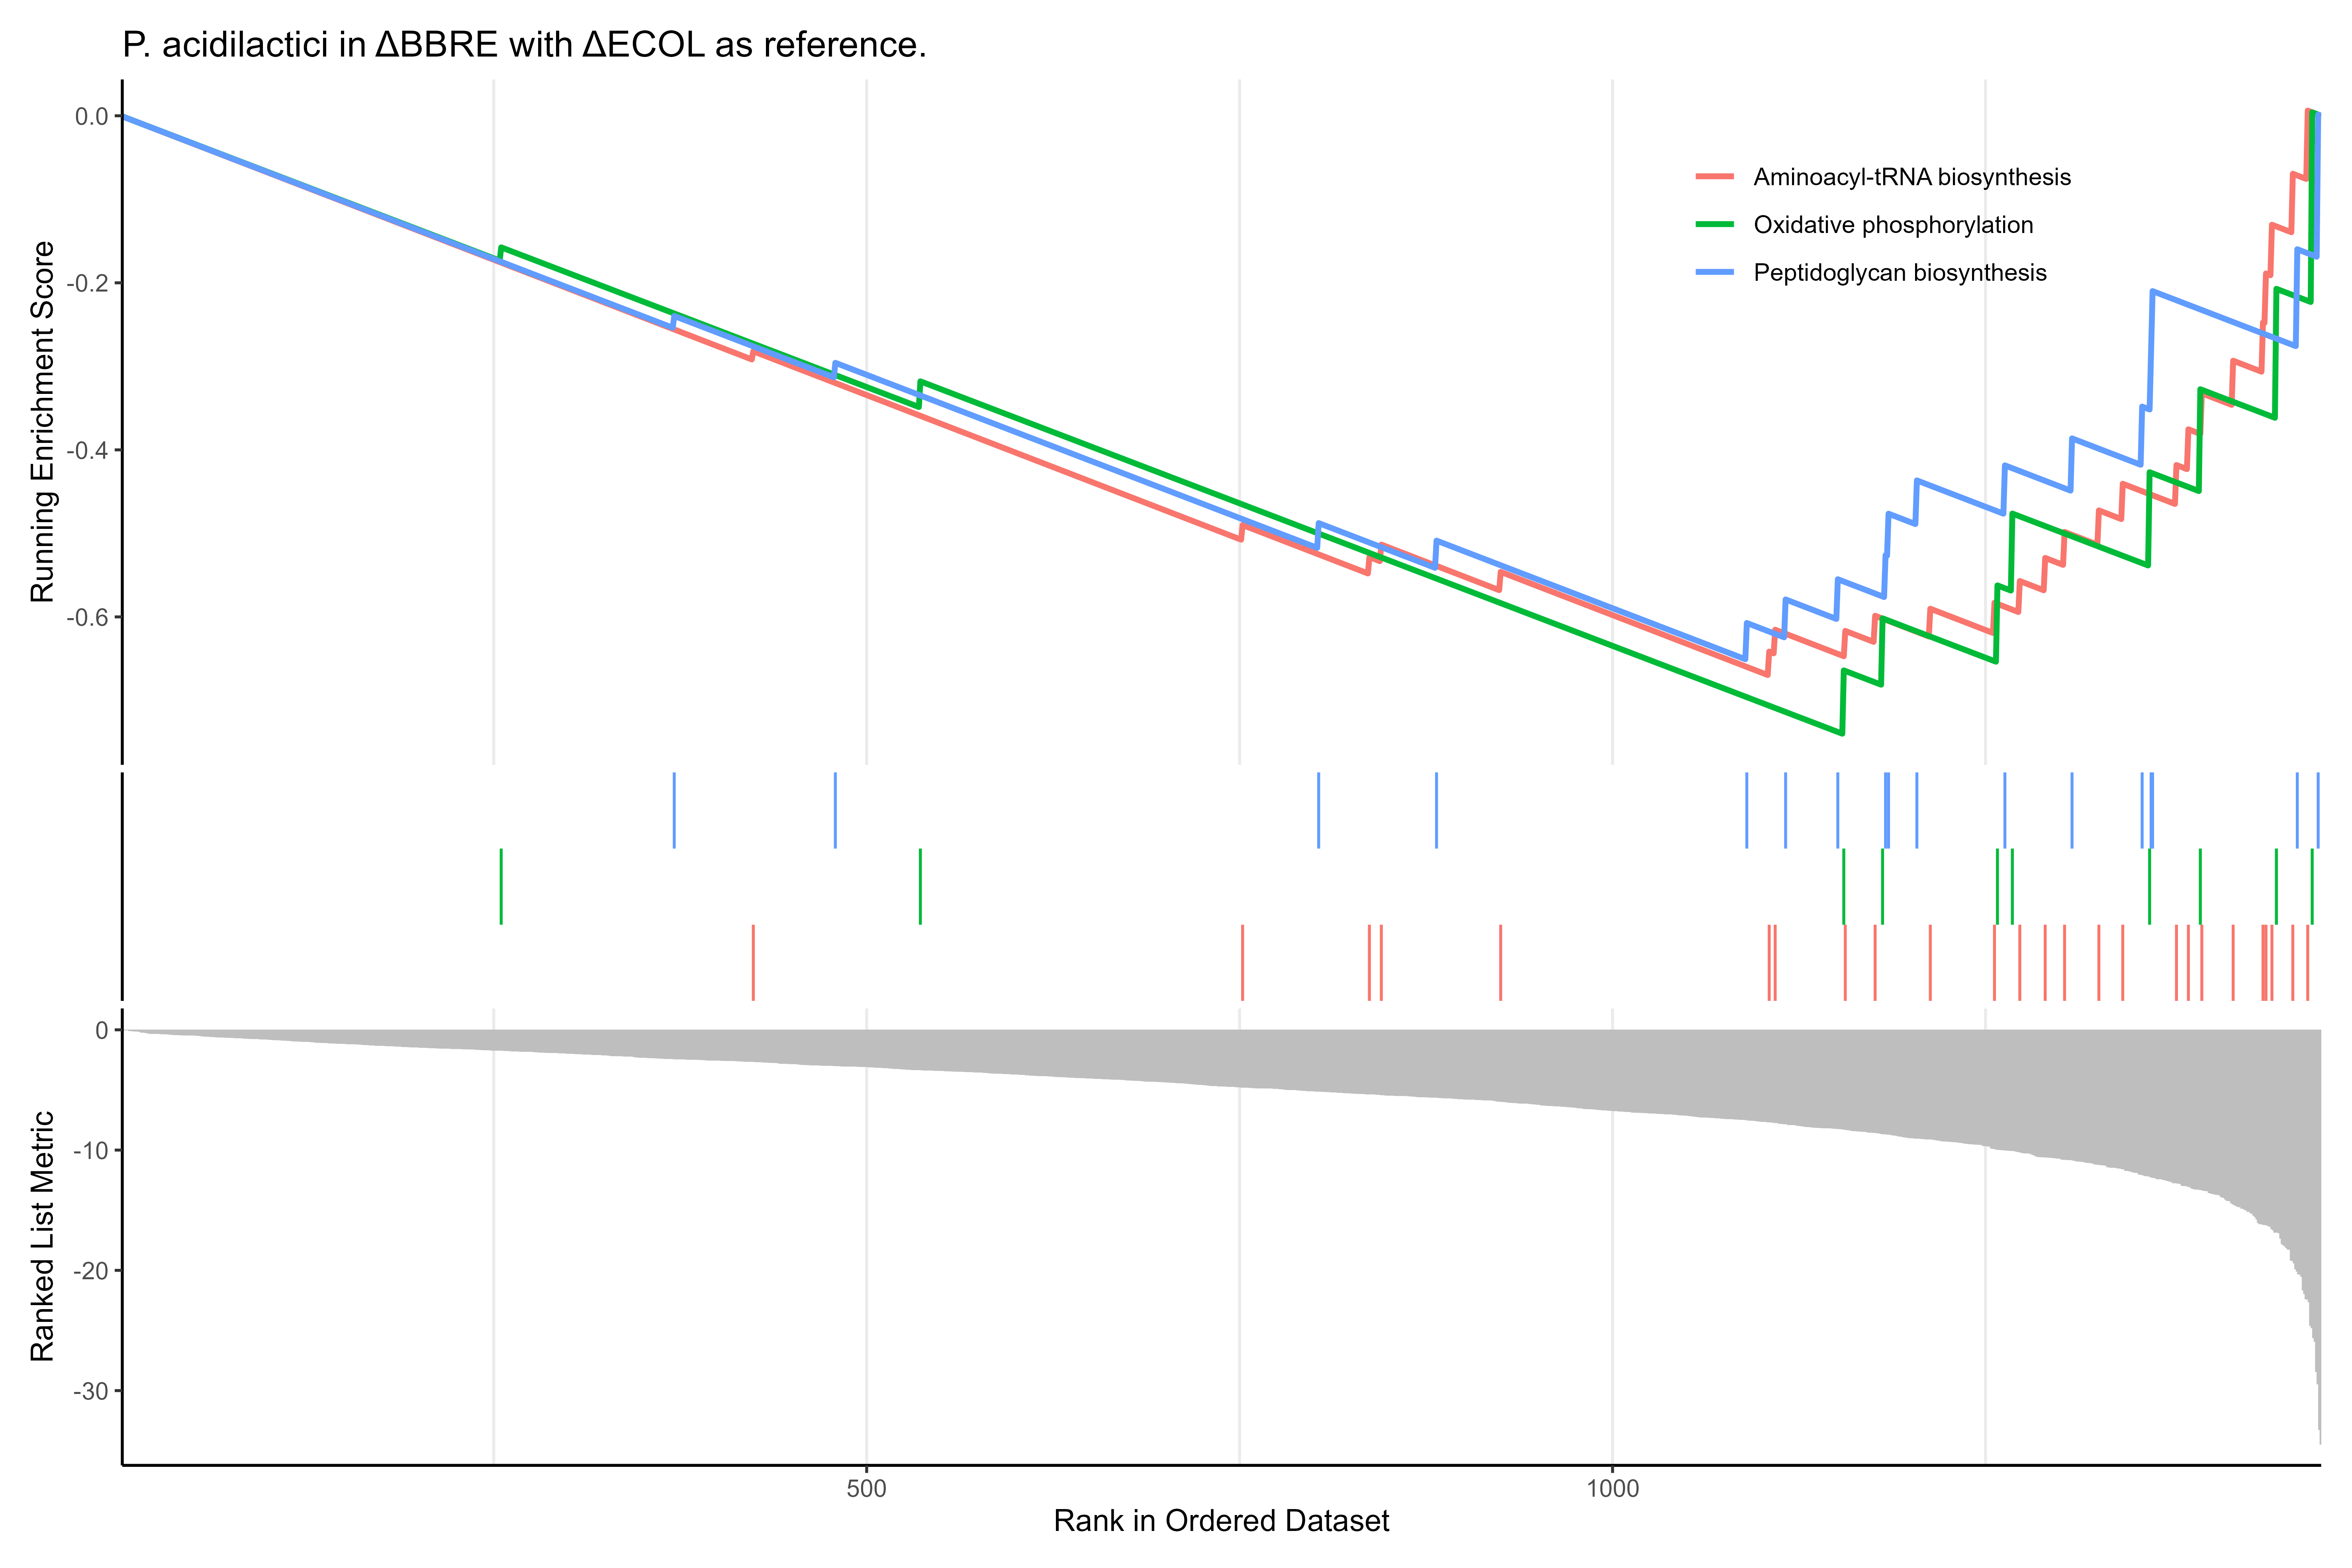 P. acidilactici in ΔBBRE with ΔECOL as reference.
Running Enrichment Score
0.0
-0.2
-0.4
-0.6
Aminoacyl-tRNA biosynthesis
Oxidative phosphorylation
Peptidoglycan biosynthesis
Ranked List Metric
0
-10
-20
-30
500
1000
Rank in Ordered Dataset